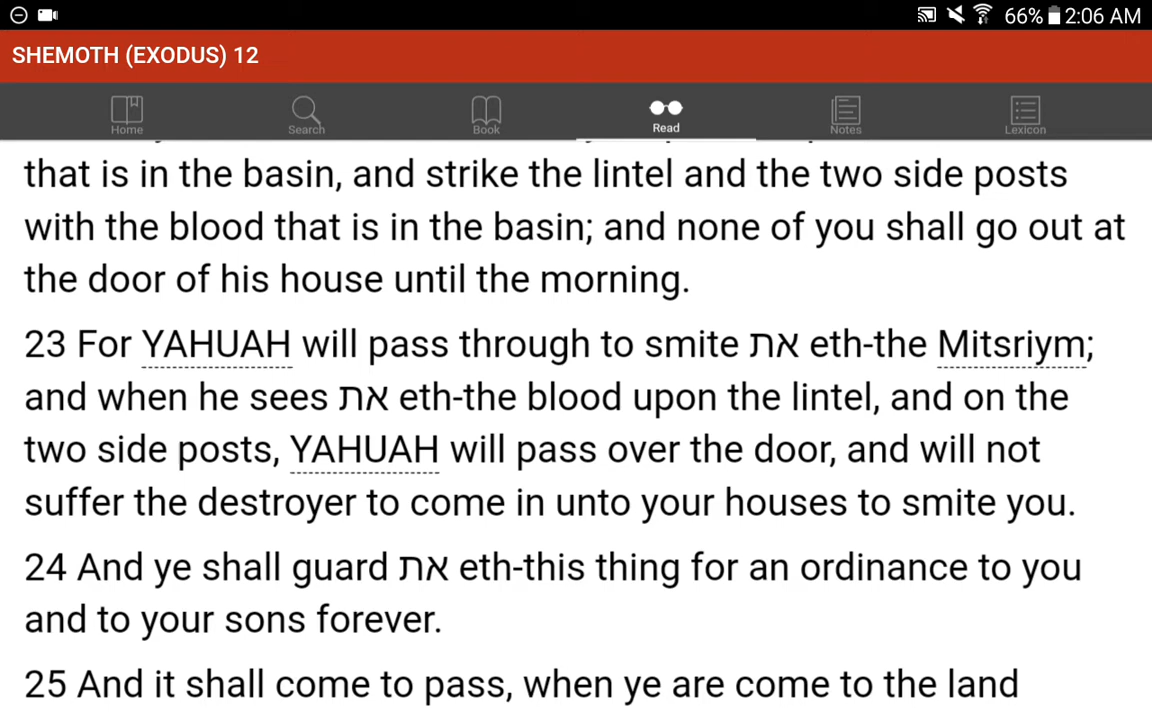 66% 2:06 AM
SHEMOTH (EXODUS) 12
Home Search Book Read Notes Lexicon
that is in the basin, and strike the lintel and the two side posts
with the blood that is in the basin; and none of you shall go out at
the door of his house until the morning.
23 For YAHUAH will pass through to smite את eth-the Mitsriym;
and when he sees את eth-the blood upon the lintel, and on the
two side posts, YAHUAH will pass over the door, and will not
suffer the destroyer to come in unto your houses to smite you.
24 And ye shall guard את eth-this thing for an ordinance to you
and to your sons forever.
25 And it shall come to pass, when ye are come to the land